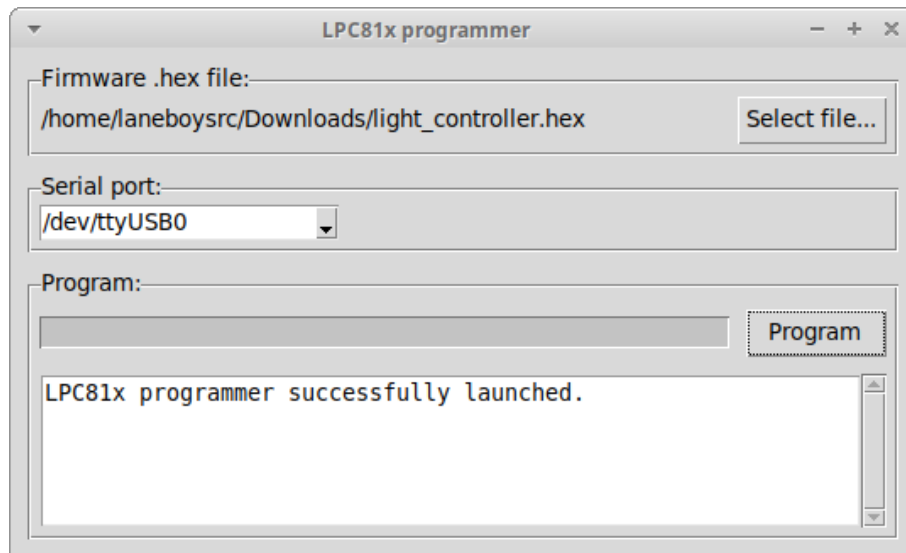 LPC81x programmer
Firmware .hex file:
/home/laneboysrc/Downloads/light_controller.hex
Select file...
Serial port:
/dev/ttyUSB0
Program:
Program
LPC81x programmer successfully launched.